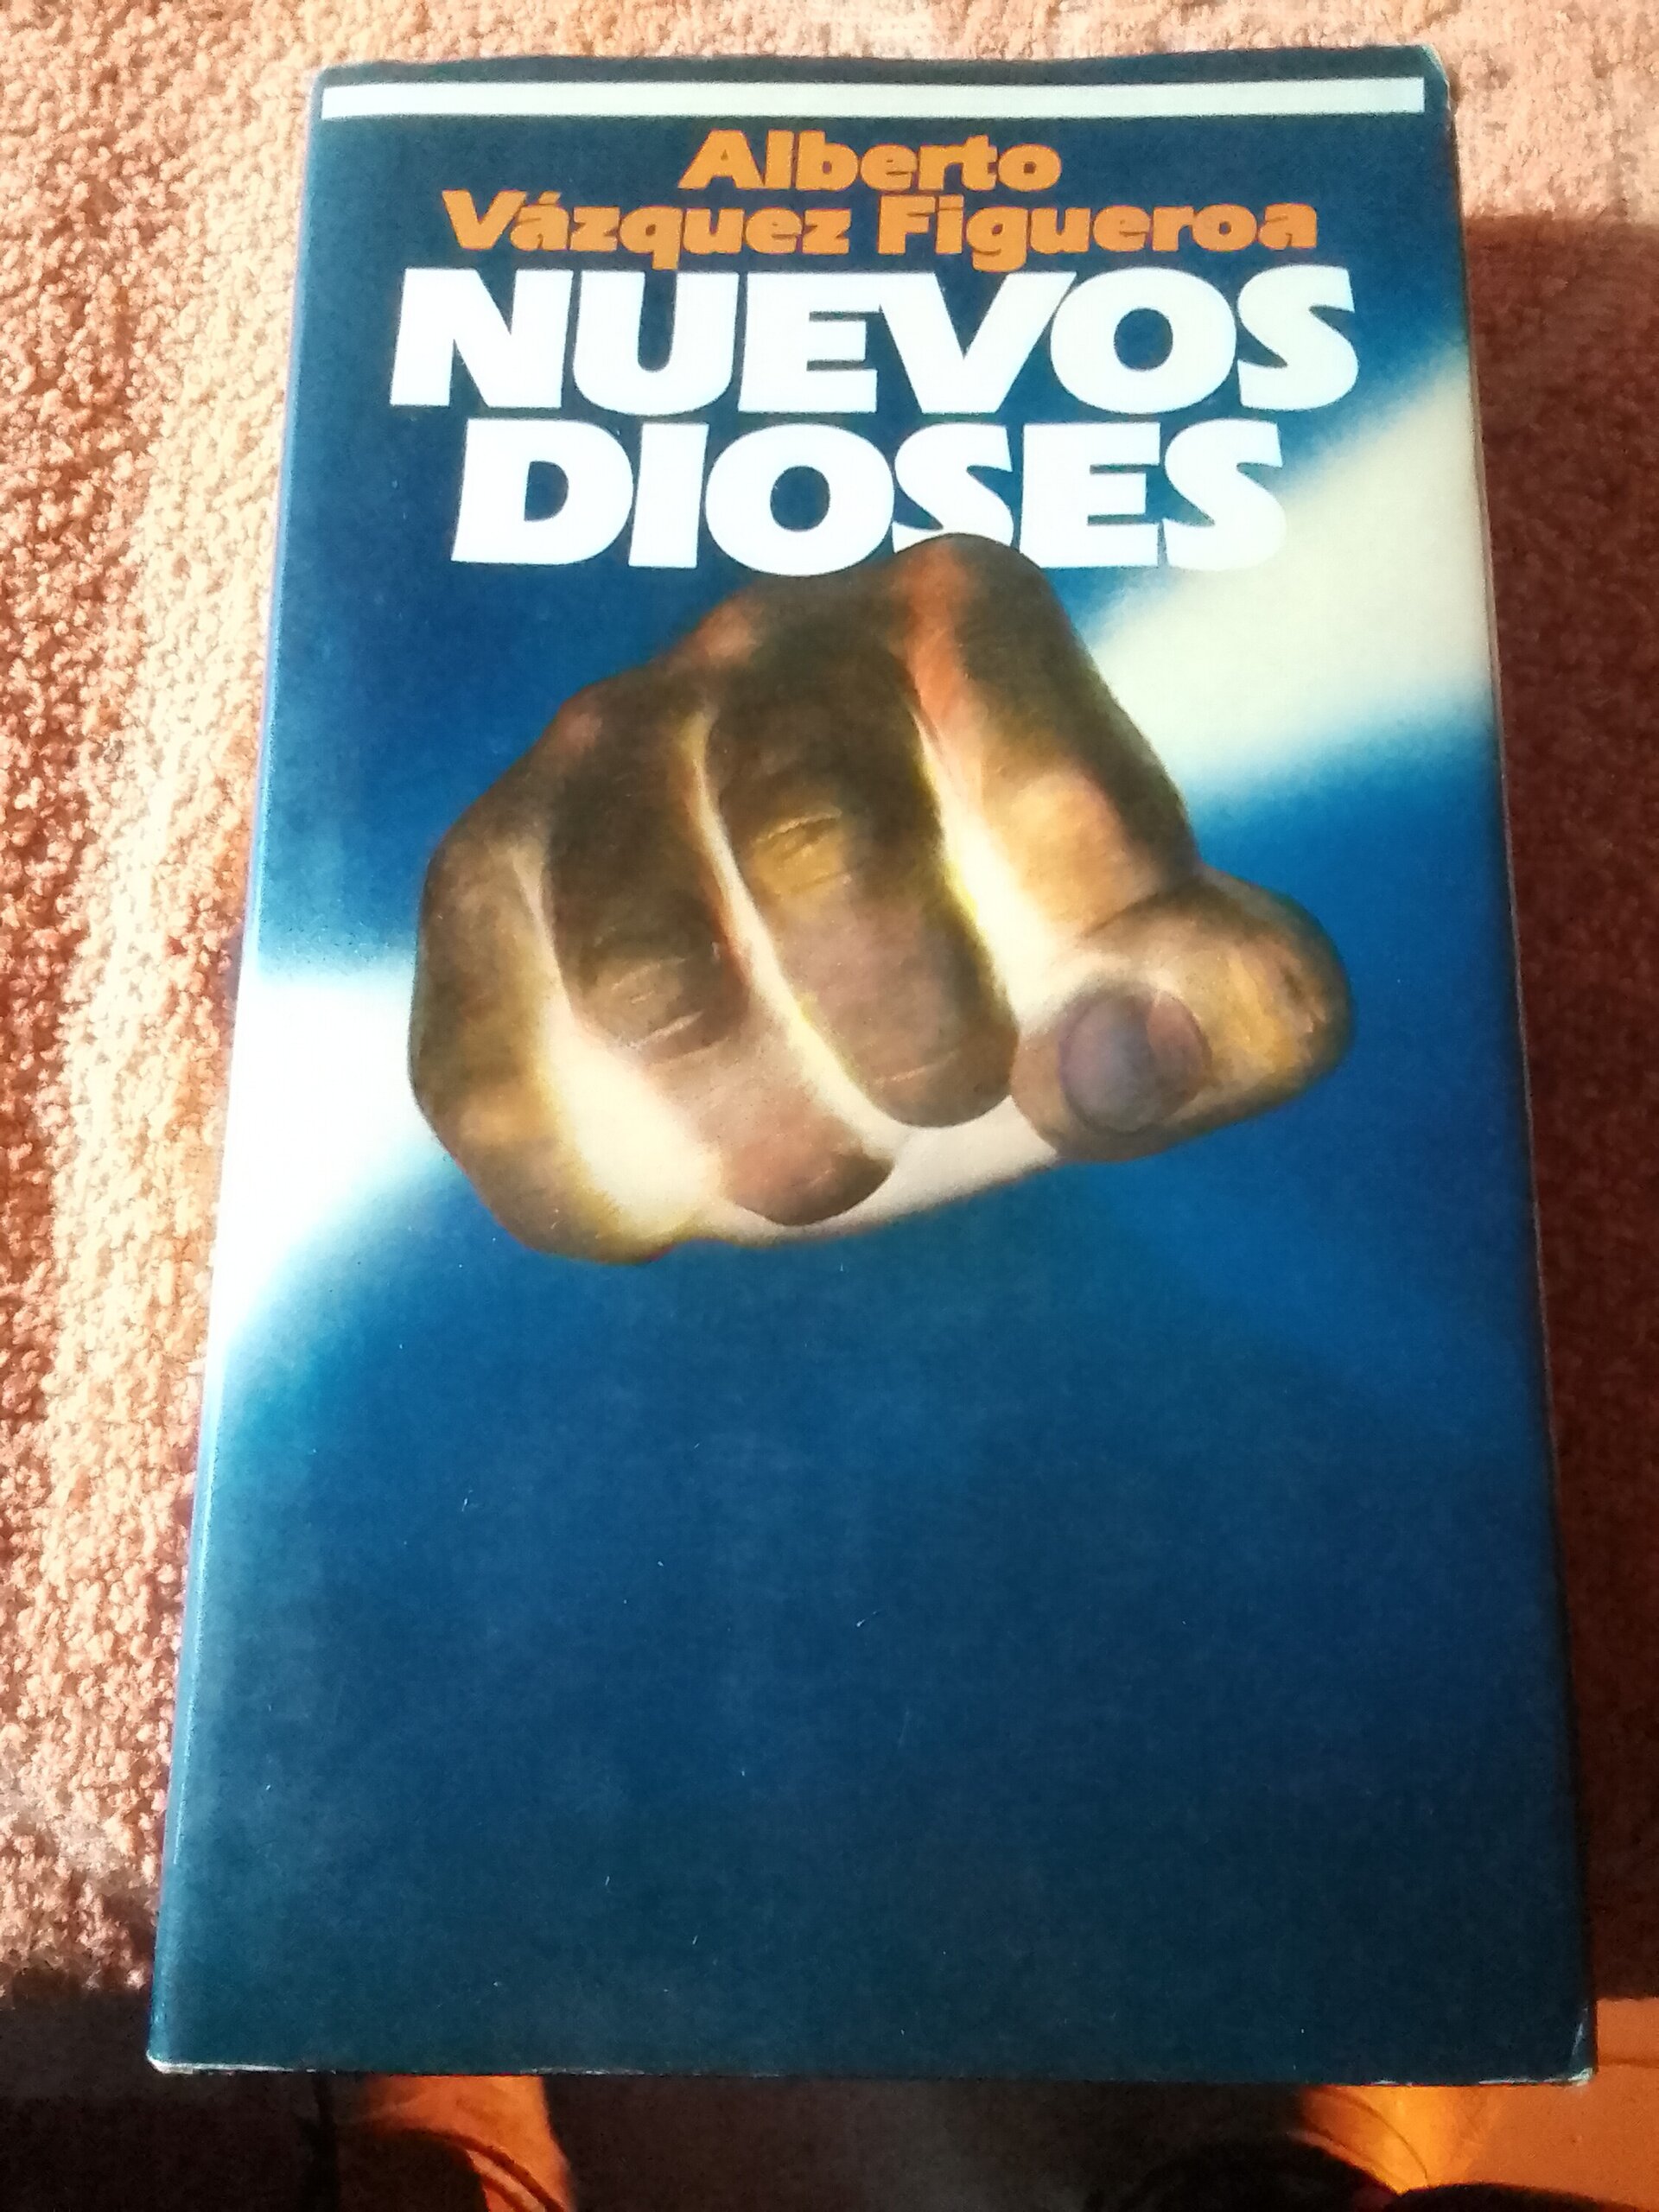 Alberto
Vázquez Figueroa
NUEVOS
DIOSES